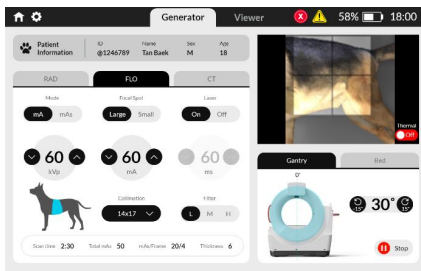 Generator Viewer 58% 18:00
Patient Information
ID @1246789
Name Tan Baek
Sex M
Age 18
RAD FLO CT
Mode Focal Spot Laser
mA mAs Large Small On Off
60 60 60
kVp mA ms
Collimation Filter
14x17 L M H
Scan time 2:30 Total mAs 50 mAs/Frame 20/4 Thickness 6
Thermal
Off
Gantry Bed
0°
15° 30° 15°
Stop